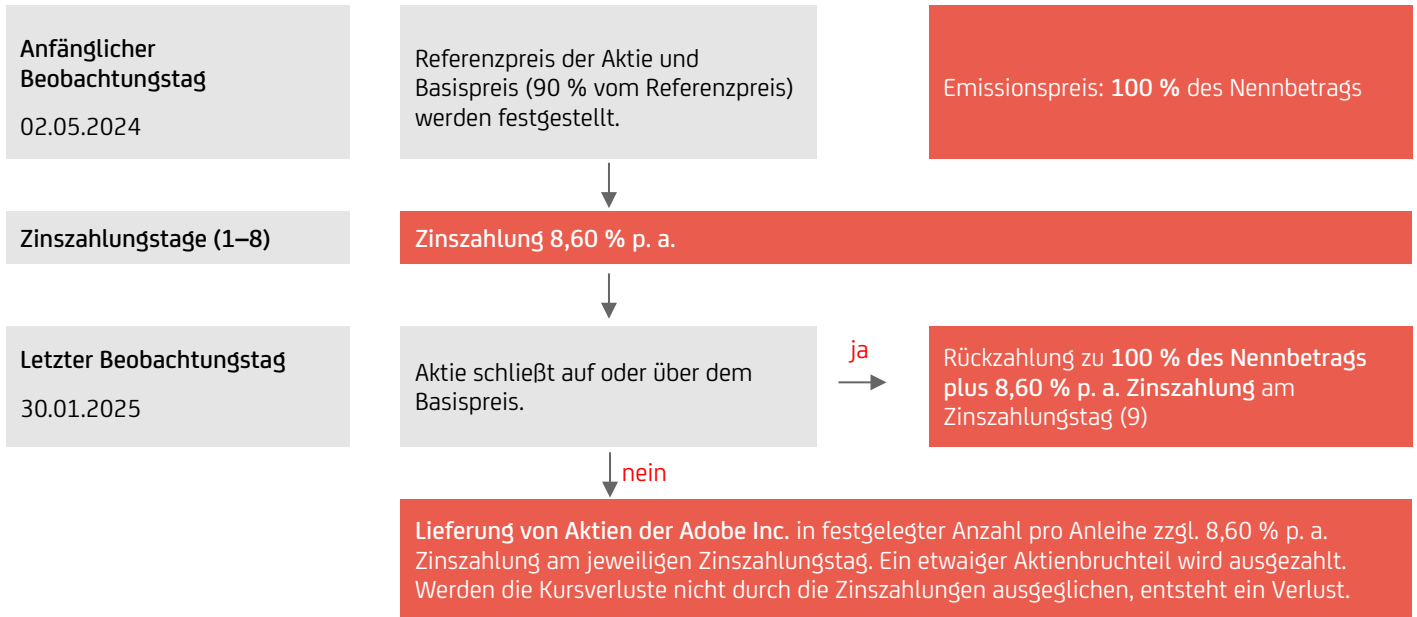 Anfänglicher
Beobachtungstag
02.05.2024
Referenzpreis der Aktie und
Basispreis (90 % vom Referenzpreis)
werden festgestellt.
Emissionspreis: 100 % des Nennbetrags
Zinszahlungstage (1–8)
Zinszahlung 8,60 % p. a.
Letzter Beobachtungstag
30.01.2025
Aktie schließt auf oder über dem
Basispreis.
ja
Rückzahlung zu 100 % des Nennbetrags
plus 8,60 % p. a. Zinszahlung am
Zinszahlungstag (9)
nein
Lieferung von Aktien der Adobe Inc. in festgelegter Anzahl pro Anleihe zzgl. 8,60 % p. a.
Zinszahlung am jeweiligen Zinszahlungstag. Ein etwaiger Aktienbruchteil wird ausgezahlt.
Werden die Kursverluste nicht durch die Zinszahlungen ausgeglichen, entsteht ein Verlust.